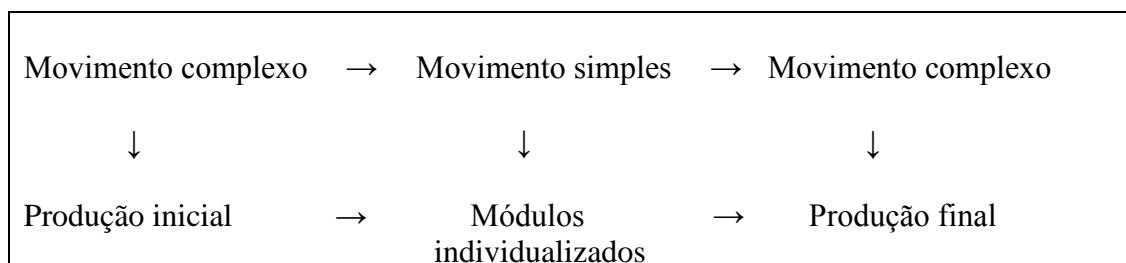 Movimento complexo → Movimento simples → Movimento complexo
↓ ↓ ↓
Produção inicial → Módulos → Produção final
individualizados